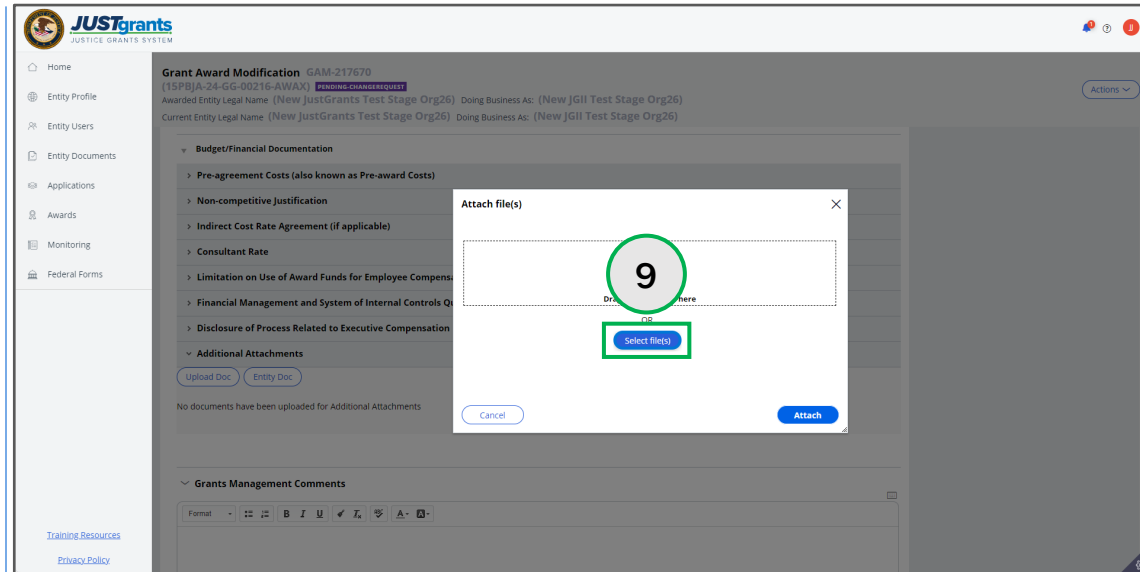 JUSTgrants
JUSTICE GRANTS SYSTEM
1
JJ
Home
Entity Profile
Entity Users
Entity Documents
Applications
Awards
Monitoring
Federal Forms
Training Resources
Privacy Policy
Grant Award Modification GAM-217670
(15PBJA-24-GG-00216-AWAX) PENDING-CHANGEREQUEST
Awarded Entity Legal Name (New JustGrants Test Stage Org26) Doing Business As: (New JGII Test Stage Org26)
Current Entity Legal Name (New JustGrants Test Stage Org26) Doing Business As: (New JGII Test Stage Org26)
Actions
Budget/Financial Documentation
Pre-agreement Costs (also known as Pre-award Costs)
Non-competitive Justification
Indirect Cost Rate Agreement (if applicable)
Consultant Rate
Limitation on Use of Award Funds for Employee
Financial Management and System of Internal Controls
Disclosure of Process Related to Executive Compensation
Additional Attachments
Upload Doc Entity Doc
No documents have been uploaded for Additional Attachments
Attach file(s)
9
here
OR
Select file(s)
Cancel Attach
Grants Management Comments
Format B I U A A